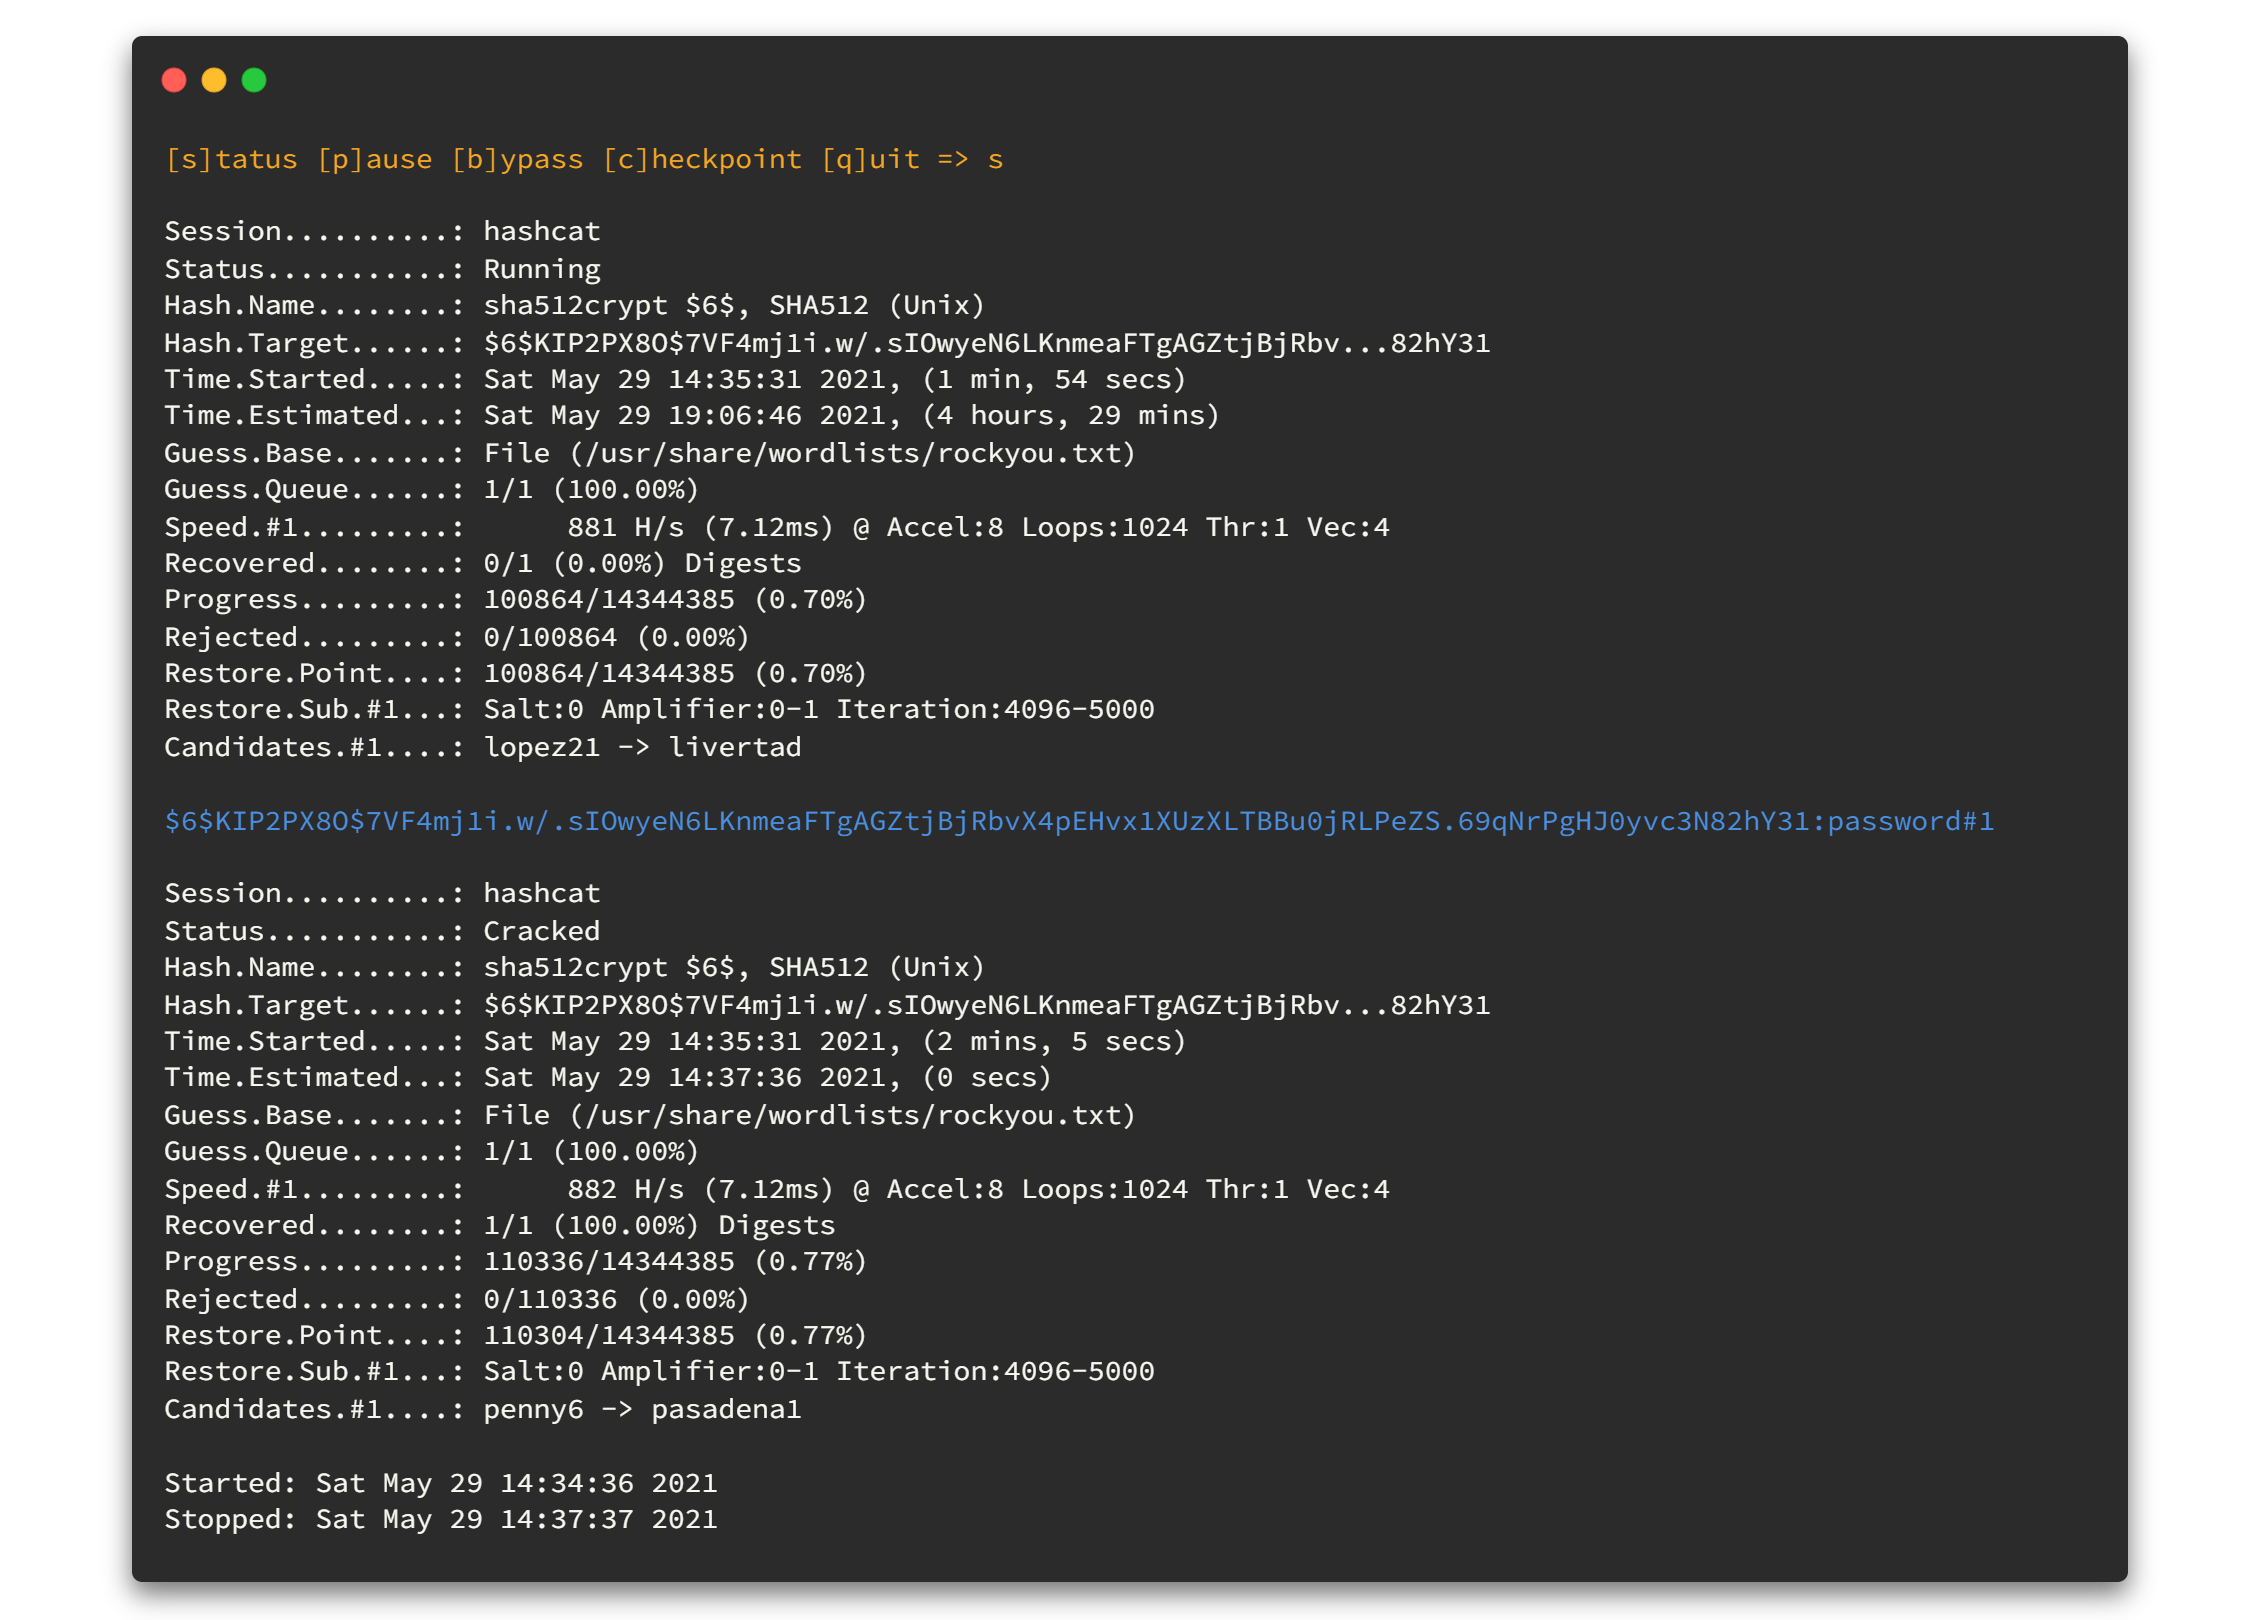 [s]tatus [p]ause [b]ypass [c]heckpoint [q]uit => s
Session..........: hashcat
Status...........: Running
Hash.Name........: sha512crypt $6$, SHA512 (Unix)
Hash.Target......: $6$KIP2PX8O$7VF4mj1i.w/.sIOwyeN6LKnmeaFTgAGZtjBjRbv...82hY31
Time.Started.....: Sat May 29 14:35:31 2021, (1 min, 54 secs)
Time.Estimated...: Sat May 29 19:06:46 2021, (4 hours, 29 mins)
Guess.Base.......: File (/usr/share/wordlists/rockyou.txt)
Guess.Queue......: 1/1 (100.00%)
Speed.#1.........:      881 H/s (7.12ms) @ Accel:8 Loops:1024 Thr:1 Vec:4
Recovered........: 0/1 (0.00%) Digests
Progress.........: 100864/14344385 (0.70%)
Rejected.........: 0/100864 (0.00%)
Restore.Point....: 100864/14344385 (0.70%)
Restore.Sub.#1...: Salt:0 Amplifier:0-1 Iteration:4096-5000
Candidates.#1....: lopez21 -> livertad
$6$KIP2PX8O$7VF4mj1i.w/.sIOwyeN6LKnmeaFTgAGZtjBjRbvX4pEHvx1XUzXLTBBu0jRLPeZS.69qNrPgHJ0yvc3N82hY31:password#1
Session..........: hashcat
Status...........: Cracked
Hash.Name........: sha512crypt $6$, SHA512 (Unix)
Hash.Target......: $6$KIP2PX8O$7VF4mj1i.w/.sIOwyeN6LKnmeaFTgAGZtjBjRbv...82hY31
Time.Started.....: Sat May 29 14:35:31 2021, (2 mins, 5 secs)
Time.Estimated...: Sat May 29 14:37:36 2021, (0 secs)
Guess.Base.......: File (/usr/share/wordlists/rockyou.txt)
Guess.Queue......: 1/1 (100.00%)
Speed.#1.........:      882 H/s (7.12ms) @ Accel:8 Loops:1024 Thr:1 Vec:4
Recovered........: 1/1 (100.00%) Digests
Progress.........: 110336/14344385 (0.77%)
Rejected.........: 0/110336 (0.00%)
Restore.Point....: 110304/14344385 (0.77%)
Restore.Sub.#1...: Salt:0 Amplifier:0-1 Iteration:4096-5000
Candidates.#1....: penny6 -> pasadena1
Started: Sat May 29 14:34:36 2021
Stopped: Sat May 29 14:37:37 2021